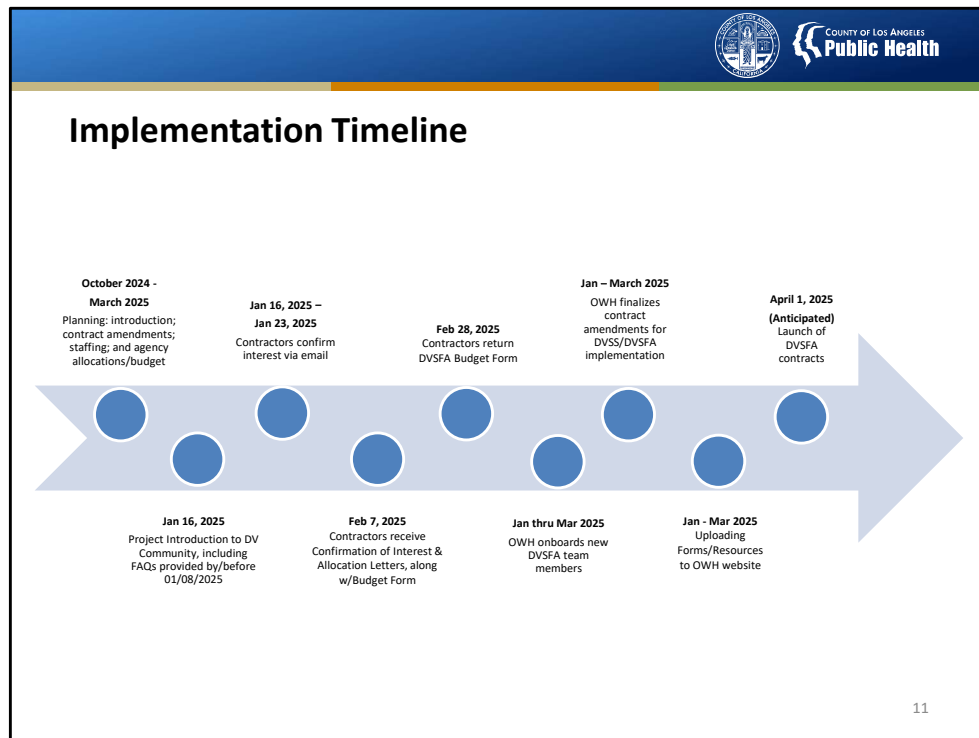 COUNTY OF LOS ANGELES
CALIFORNIA
COUNTY OF LOS ANGELES
Public Health
Implementation Timeline
October 2024 -
March 2025
Planning: introduction;
contract amendments;
staffing; and agency
allocations/budget
Jan 16, 2025
Project Introduction to DV
Community, including
FAQs provided by/before
01/08/2025
Jan 16, 2025 –
Jan 23, 2025
Contractors confirm
interest via email
Feb 7, 2025
Contractors receive
Confirmation of Interest &
Allocation Letters, along
w/Budget Form
Feb 28, 2025
Contractors return
DVSFA Budget Form
Jan thru Mar 2025
OWH onboards new
DVSFA team
members
Jan – March 2025
OWH finalizes
contract
amendments for
DVSS/DVSFA
implementation
Jan - Mar 2025
Uploading
Forms/Resources
to OWH website
April 1, 2025
(Anticipated)
Launch of
DVSFA
contracts
11